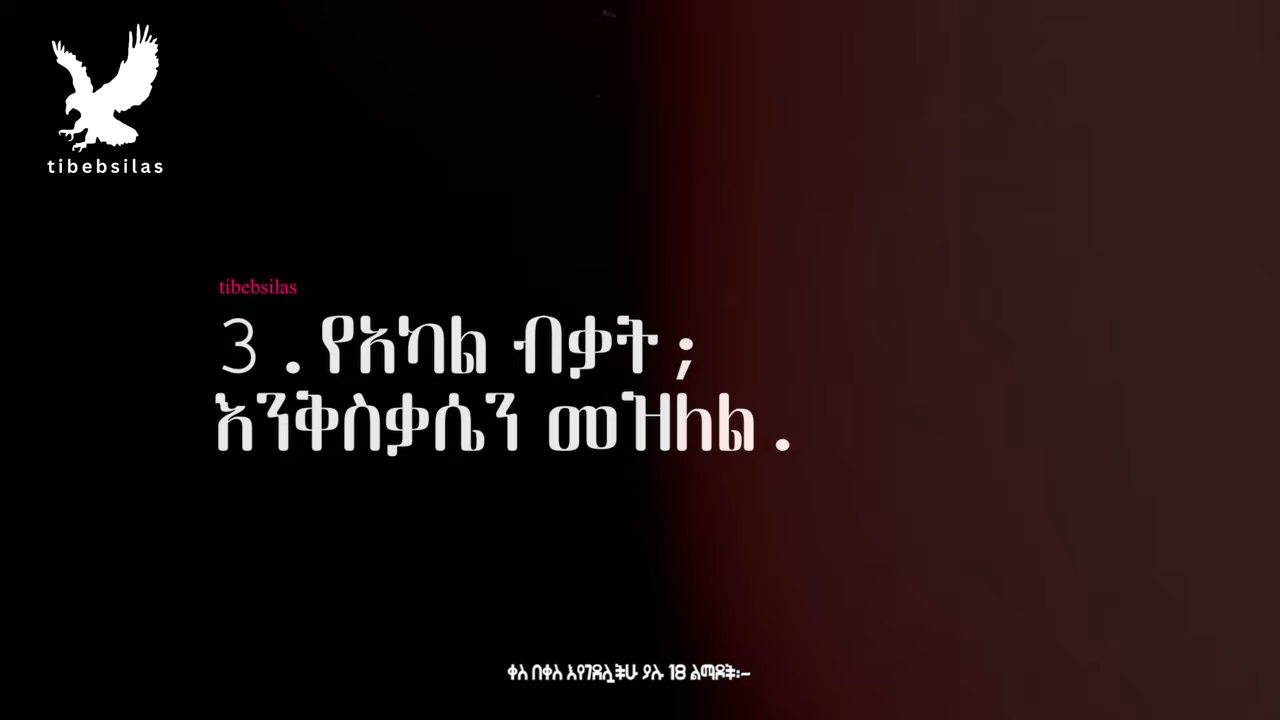 tibebsilas
tibebsilas
3 . የአካል ብቃት ;
እንቅስቃሴን መዝለል .
ቀስ በቀስ እየገደሏችሁ ያሉ 18 ልማዶች፡-